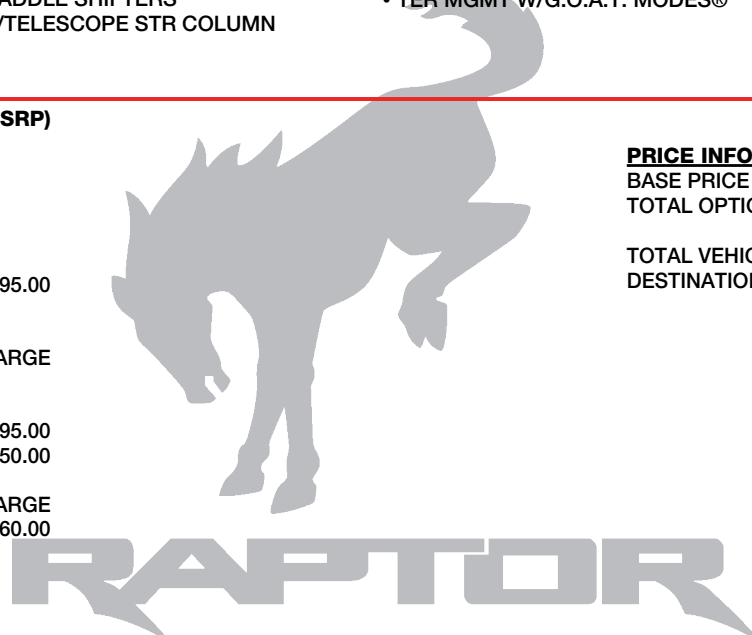 ADDLE SHIFTERS
/TELESCOPE STR COLUMN
• TER MGMT W/G.O.A.T. MODES®
SRP)
95.00
ARGE
95.00
50.00
ARGE
60.00
PRICE INFO
BASE PRICE
TOTAL OPTIO
TOTAL VEHIC
DESTINATION
RAPTOR